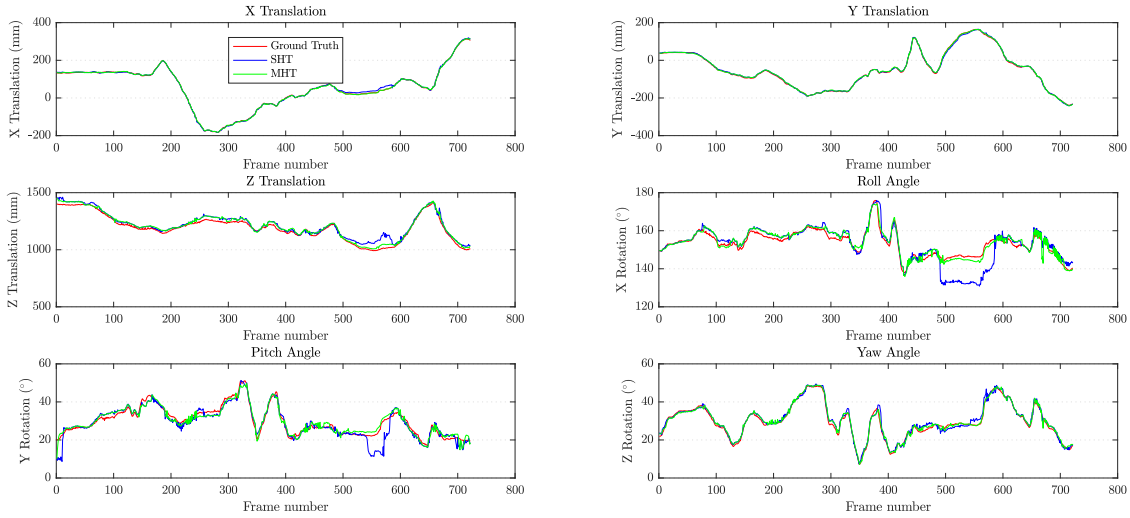 X Translation
X Translation (mm)
400
200
0
-200
0 100 200 300 400 500 600 700 800
Frame number
Ground Truth
SHT
MHT
Y Translation
Y Translation (mm)
200
0
-200
-400
0 100 200 300 400 500 600 700 800
Frame number
Z Translation
Z Translation (mm)
1500
1000
500
0 100 200 300 400 500 600 700 800
Frame number
Roll Angle
X Rotation (°)
180
160
140
120
0 100 200 300 400 500 600 700 800
Frame number
Pitch Angle
Y Rotation (°)
60
40
20
0
0 100 200 300 400 500 600 700 800
Frame number
Yaw Angle
Z Rotation (°)
60
40
20
0
0 100 200 300 400 500 600 700 800
Frame number